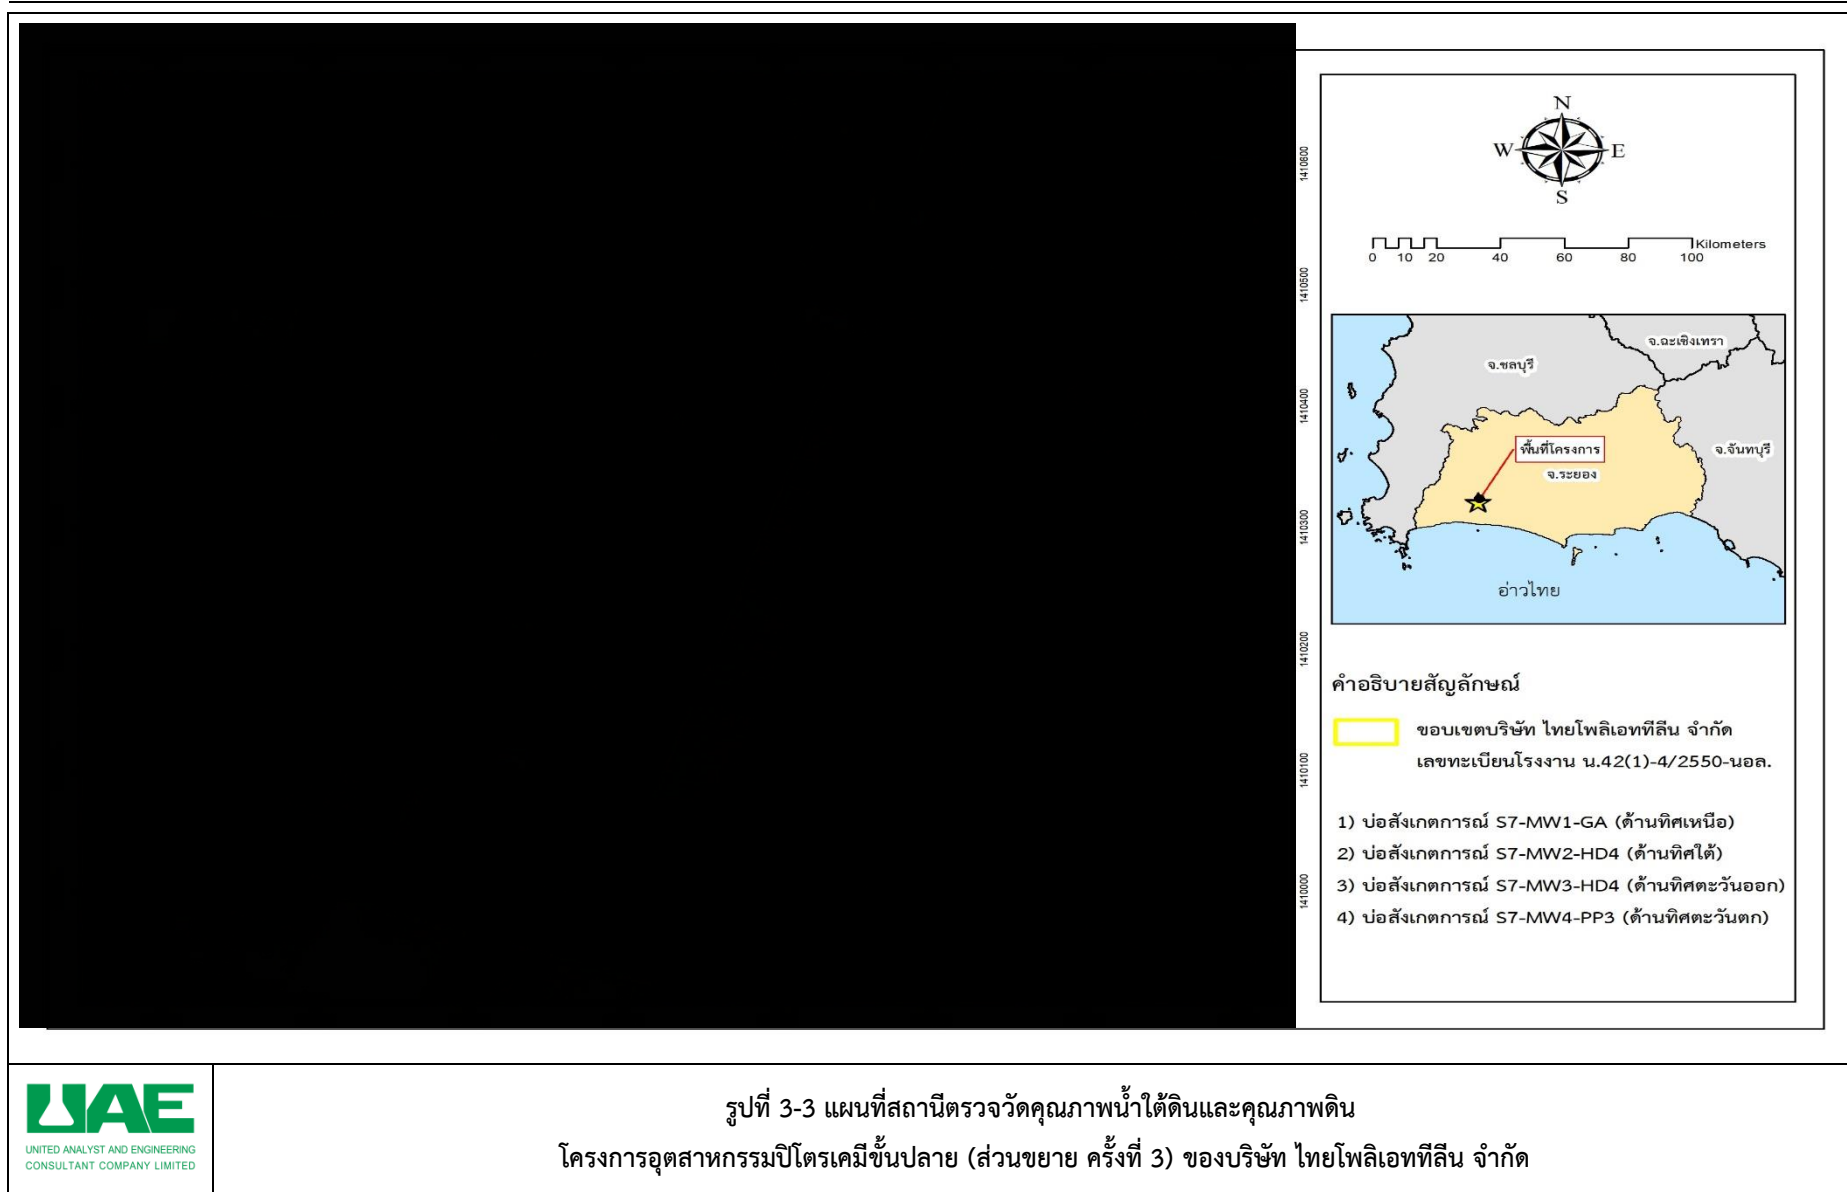 N
W
E
S
Kilometers
0 10 20 40 60 80 100
1410600
1410500
1410400
1410300
1410200
1410100
1410000
จ.ฉะเชิงเทรา
จ.ชลบุรี
พื้นที่โครงการ
จ.จันทบุรี
จ.ระยอง
อ่าวไทย
คำอธิบายสัญลักษณ์
ขอบเขตบริษัท ไทยโพลิเอททีลีน จำกัด
เลขทะเบียนโรงงาน น.42(1)-4/2550-นอล.
1) บ่อสังเกตการณ์ S7-MW1-GA (ด้านทิศเหนือ)
2) บ่อสังเกตการณ์ S7-MW2-HD4 (ด้านทิศใต้)
3) บ่อสังเกตการณ์ S7-MW3-HD4 (ด้านทิศตะวันออก)
4) บ่อสังเกตการณ์ S7-MW4-PP3 (ด้านทิศตะวันตก)
UAE
UNITED ANALYST AND ENGINEERING
CONSULTANT COMPANY LIMITED
รูปที่ 3-3 แผนที่สถานีตรวจวัดคุณภาพน้ำใต้ดินและคุณภาพดิน
โครงการอุตสาหกรรมปิโตรเคมีขั้นปลาย (ส่วนขยาย ครั้งที่ 3) ของบริษัท ไทยโพลิเอททีลีน จำกัด